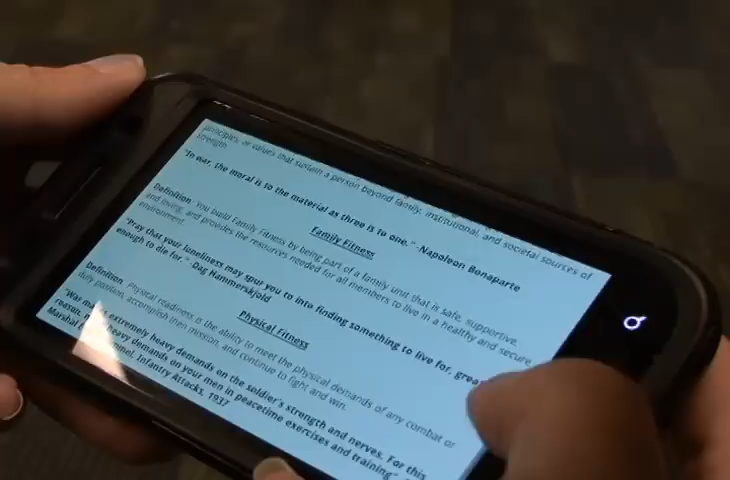 principles, or values that sustain a person beyond family, institutional, and societal sources of
strength.
"In war, the moral is to the material as three is to one." -Napoleon Bonaparte
Family Fitness
Definition: You build Family Fitness by being part of a family unit that is safe, supportive
and loving, and provides the resources needed for all members to live in a healthy and secure
environment.
"Pray that your loneliness may spur you into finding something to live for, great
enough to die for." -Dag Hammerskjold
Physical Fitness
Definition: Physical readiness is the ability to meet the physical demands of any combat or
duty position, accomplish their mission and continue to fight and win.
"War makes extremely heavy demands on the soldier's strength and nerves. For this
reason, heavy demands on your men in peacetime exercises and training"
Marshal Rommel, Infantry Attacks, 1937